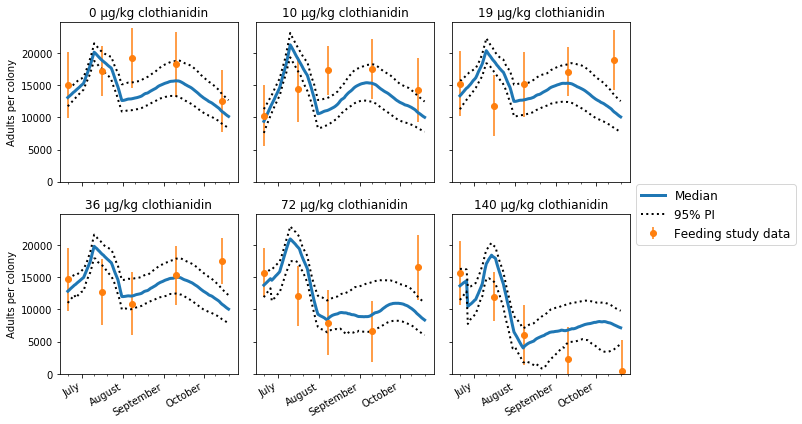 0 µg/kg clothianidin
10 µg/kg clothianidin
19 µg/kg clothianidin
Adults per colony
20000
15000
10000
5000
0
36 µg/kg clothianidin
72 µg/kg clothianidin
140 µg/kg clothianidin
Adults per colony
20000
15000
10000
5000
0
July
August
September
October
July
August
September
October
July
August
September
October
Median
95% PI
Feeding study data